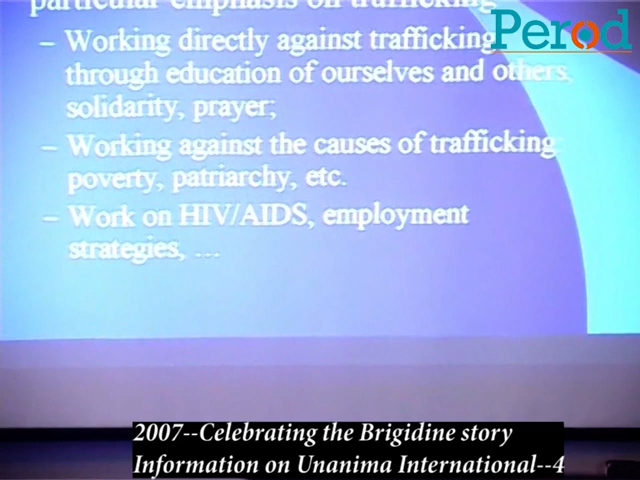 particular emphasis on trafficking
Perod
– Working directly against trafficking
through education of ourselves and others,
solidarity, prayer;
– Working against the causes of trafficking:
poverty, patriarchy, etc.
– Work on HIV/AIDS, employment
strategies, …
2007--Celebrating the Brigidine story
Information on Unanima International--4